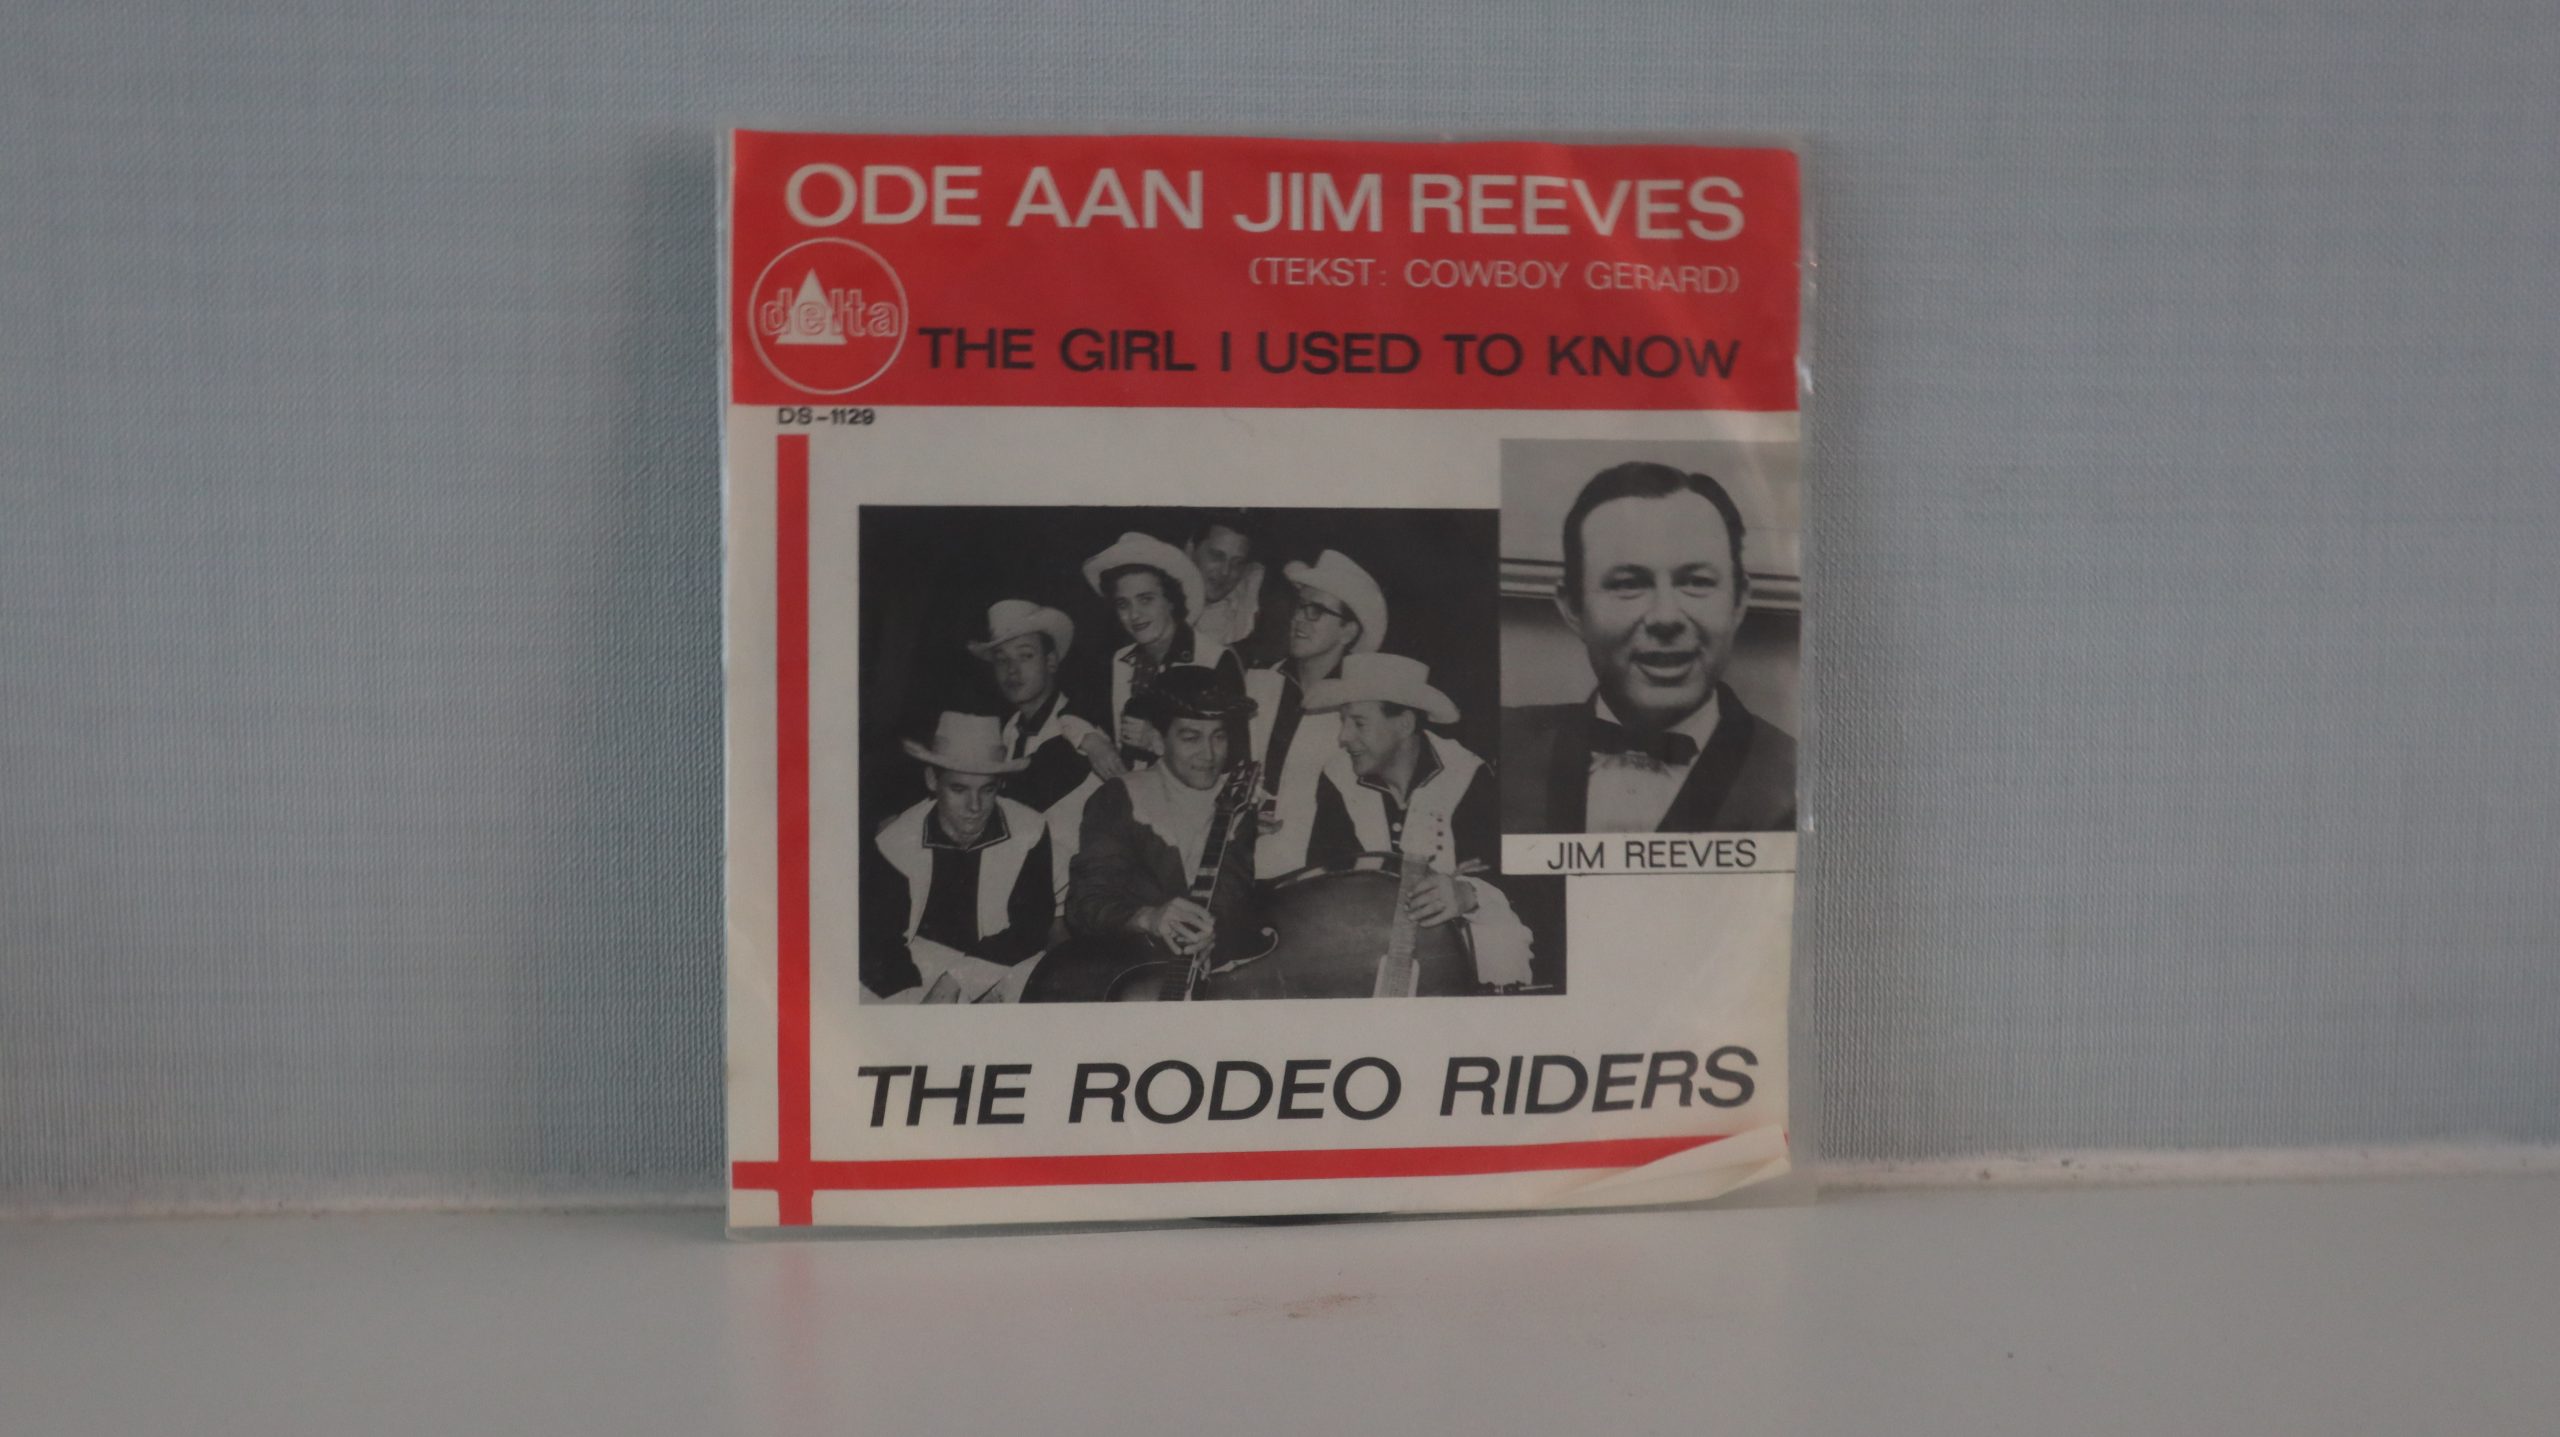 ODE AAN JIM REEVES
(TEKST: COWBOY GERARD)
delta
THE GIRL I USED TO KNOW
DS-1129
JIM REEVES
THE RODEO RIDERS